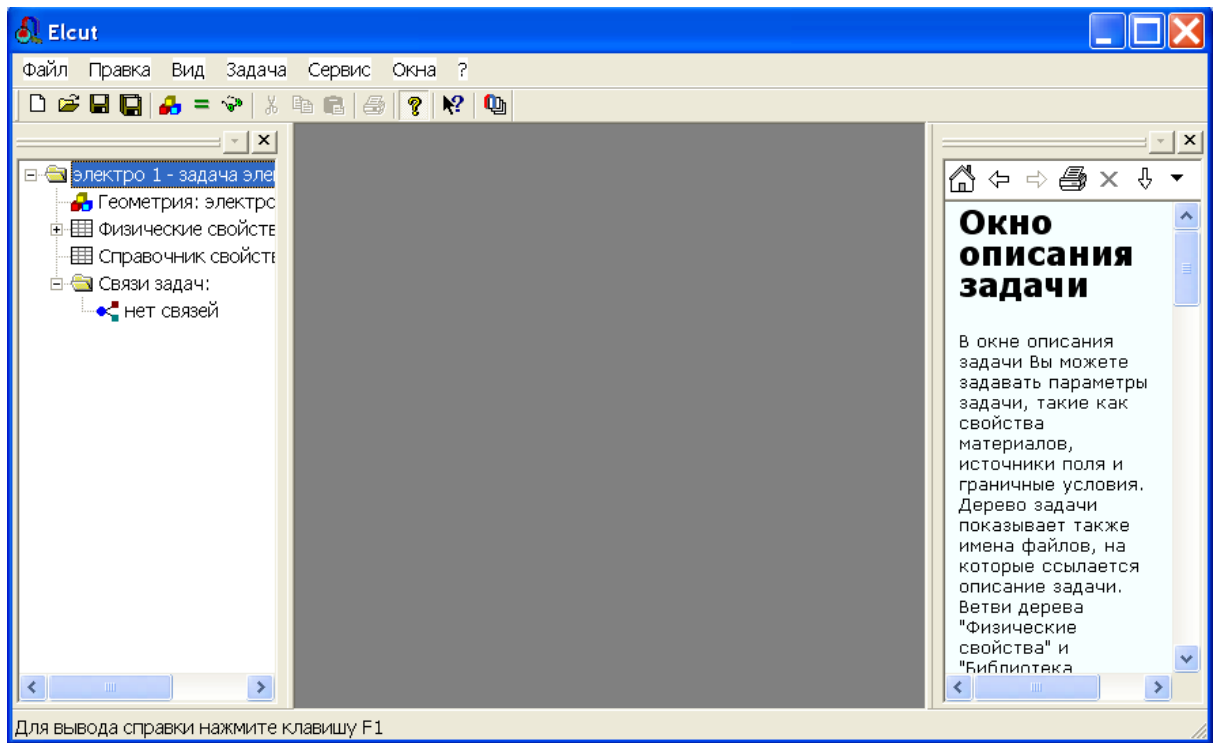 Elcut
Файл Правка Вид Задача Сервис Окна ?
электро 1 - задача элек
Геометрия: электро
Физические свойств
Справочник свойств
Связи задач:
нет связей
Окно
описания
задачи
В окне описания
задачи Вы можете
задавать параметры
задачи, такие как
свойства
материалов,
источники поля и
граничные условия.
Дерево задачи
показывает также
имена файлов, на
которые ссылается
описание задачи.
Ветви дерева
"Физические
свойства" и
"Библиотека
Для вывода справки нажмите клавишу F1